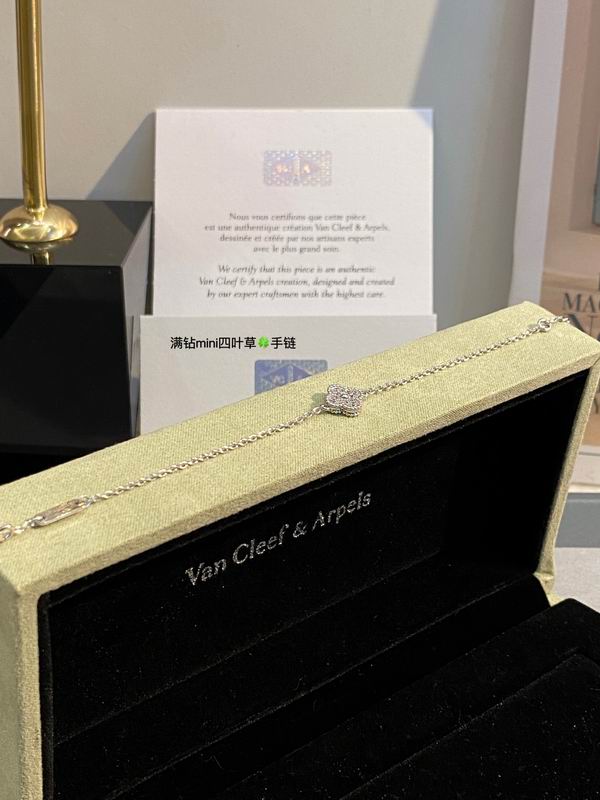 Nous vous certifions que cette pièce
est une authentique création Van Cleef & Arpels,
dessinée et créée par nos artisans experts
avec le plus grand soin.
We certify that this piece is an authentic
Van Cleef & Arpels creation, designed and created
by our expert craftsmen with the highest care.
满钻mini四叶草🍀手链
Van Cleef & Arpels